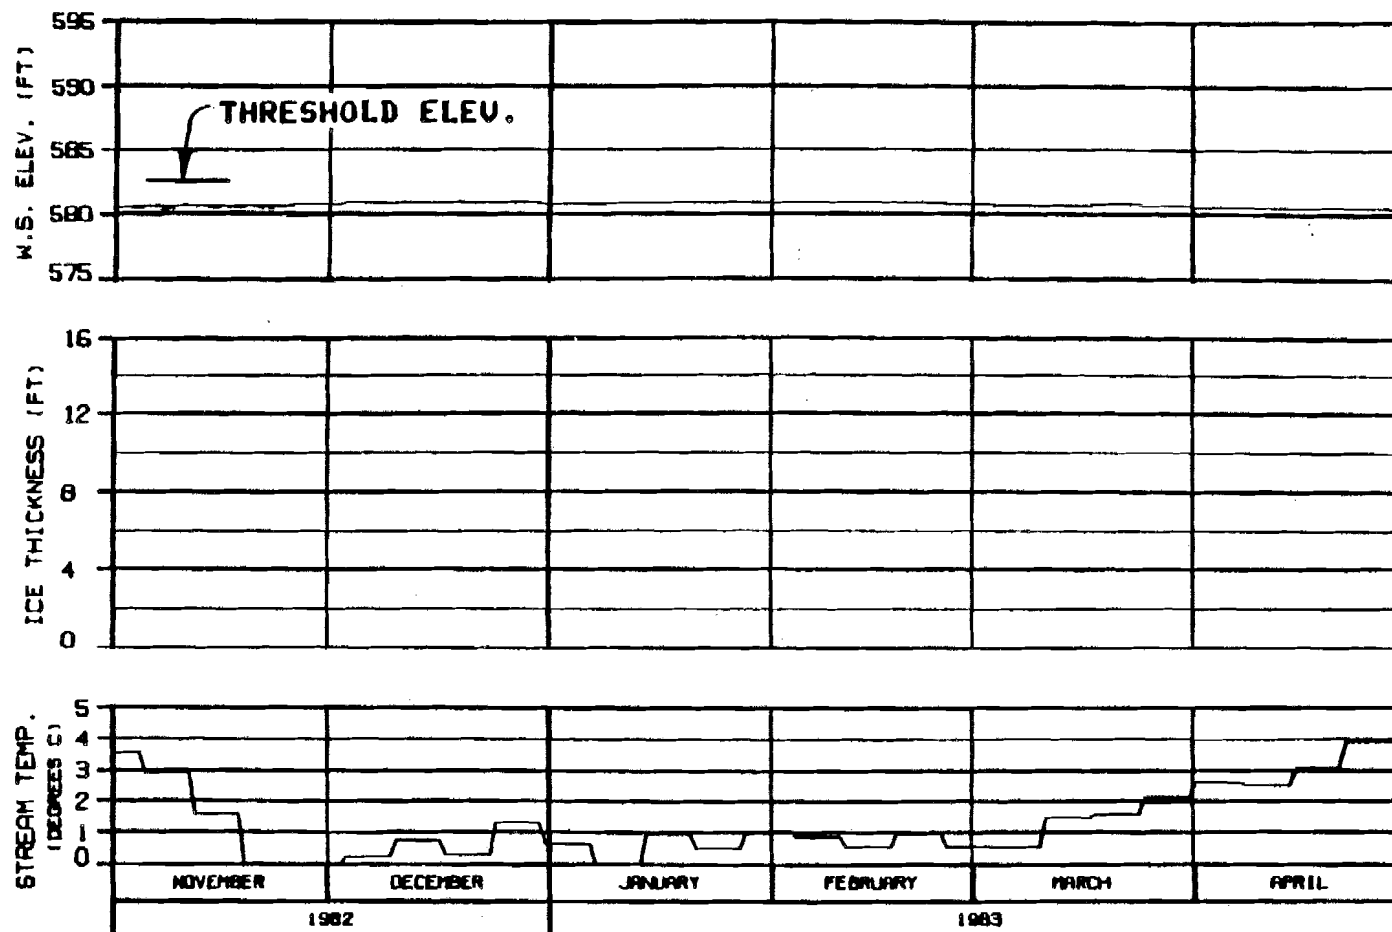 595
590
585
580
575
W.S. ELEV. (FT)
THRESHOLD ELEV.
16
12
8
4
0
ICE THICKNESS (FT)
5
4
3
2
1
0
STREAM TEMP.
(DEGREES C)
NOVEMBER DECEMBER JANUARY FEBRUARY MARCH APRIL
1982 1983